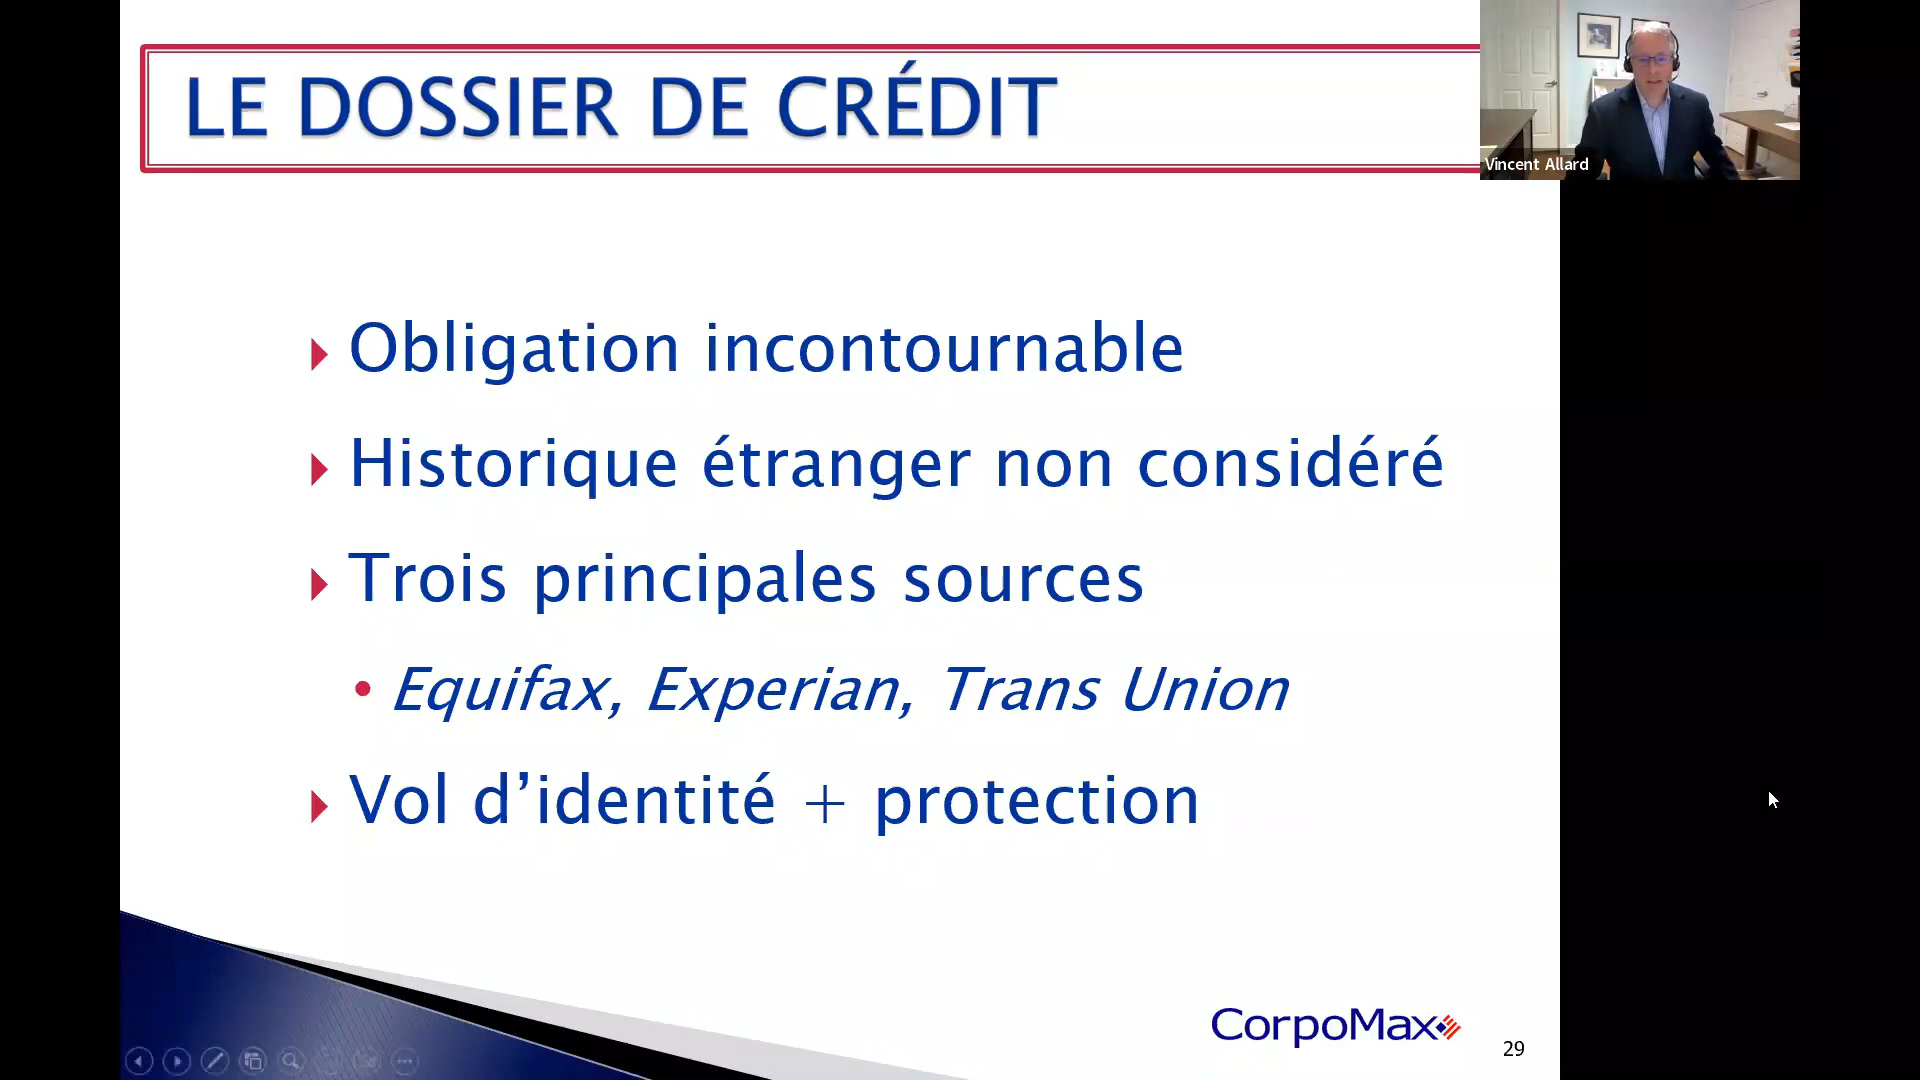 LE DOSSIER DE CRÉDIT
Vincent Allard
Obligation incontournable
Historique étranger non considéré
Trois principales sources
Equifax, Experian, Trans Union
Vol d’identité + protection
CorpoMax
29